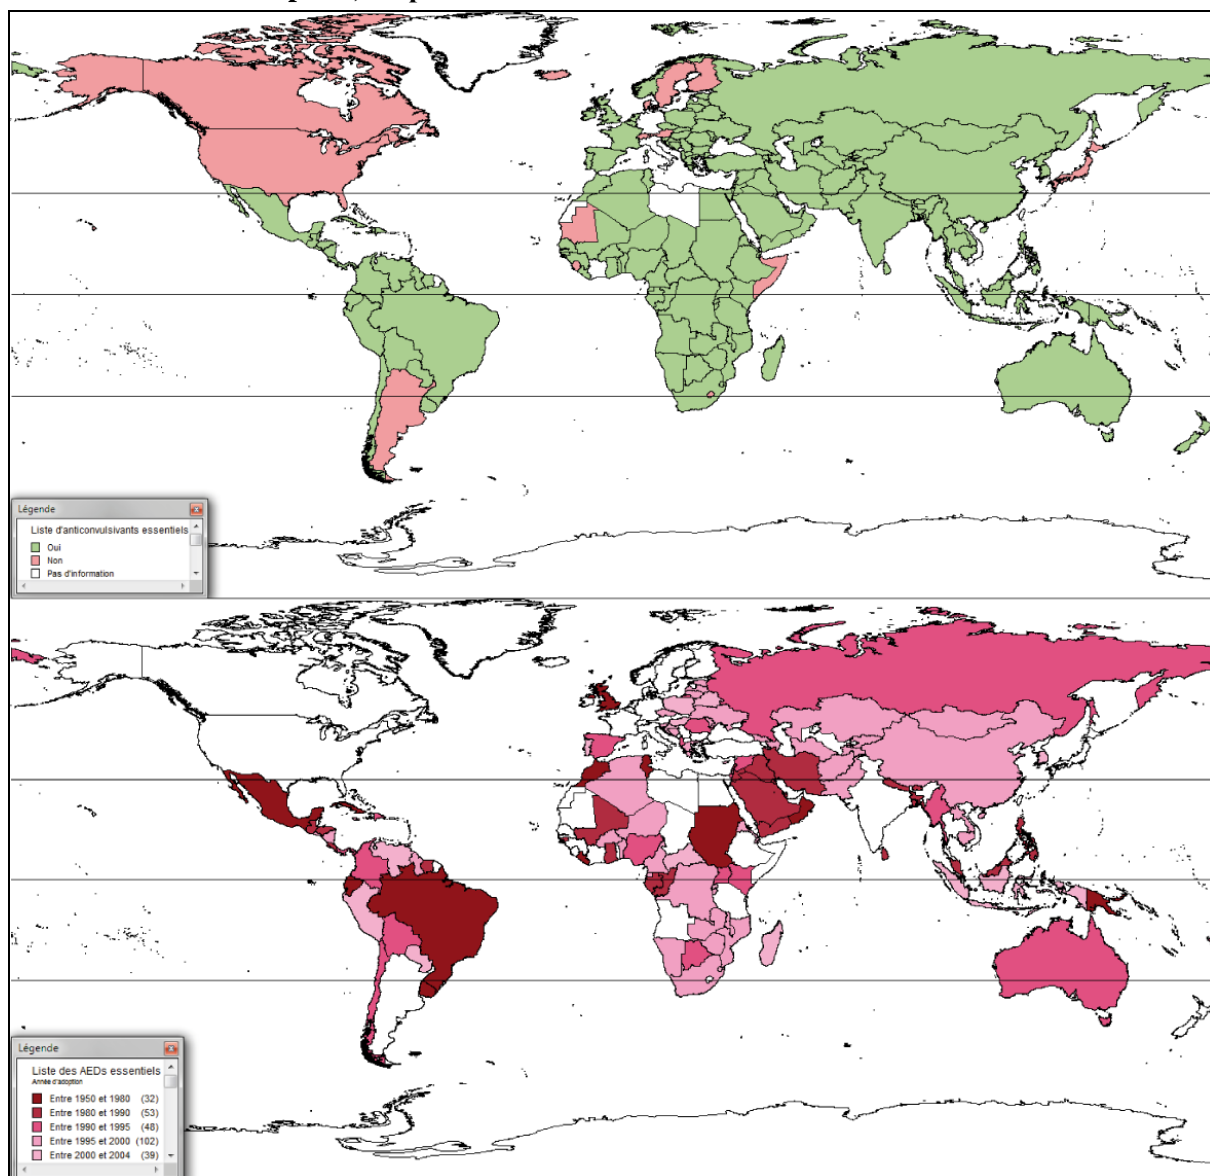 Légende
Liste d'anticonvulsivants essentiels
Oui
Non
Pas d'information
Légende
Liste des AEDs essentiels
Année d'adoption
Entre 1950 et 1980 (32)
Entre 1980 et 1990 (53)
Entre 1990 et 1995 (48)
Entre 1995 et 2000 (102)
Entre 2000 et 2004 (39)